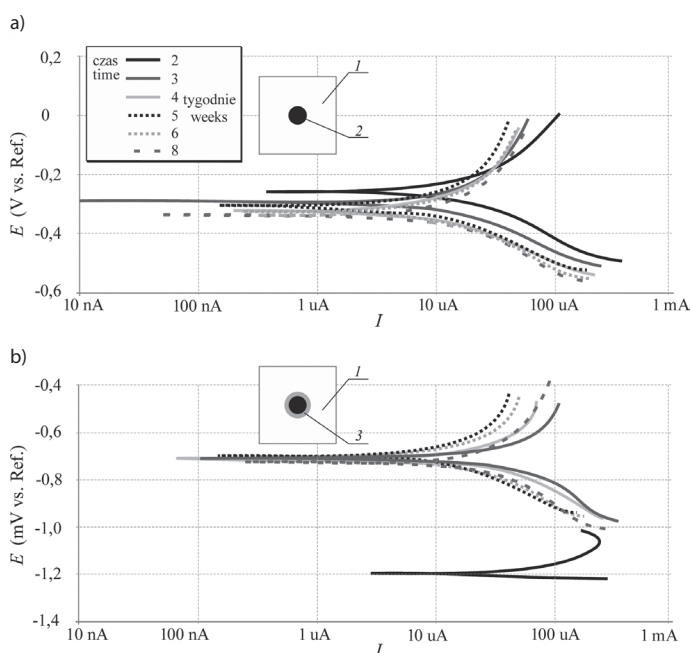 a)
0,2
0
-0,2
-0,4
-0,6
E (V vs. Ref.)
czas
time
2
3
4 tygodnie
5 weeks
6
8
1
2
10 nA 100 nA 1 uA 10 uA 100 uA 1 mA
I
b)
-0,4
-0,6
-0,8
-1,0
-1,2
-1,4
E (mV vs. Ref.)
1
3
10 nA 100 nA 1 uA 10 uA 100 uA 1 mA
I